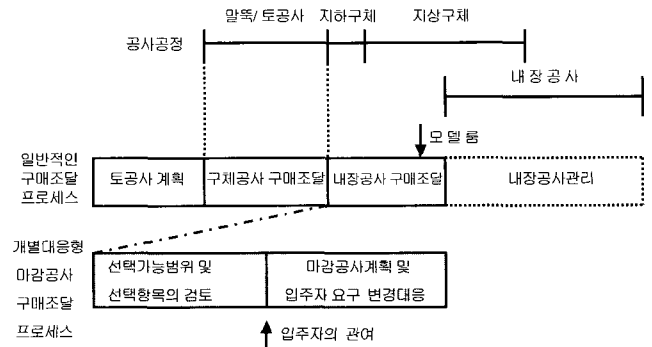 말뚝/ 토공사
지하구체
지상구체
공사공정
내 장 공 사
모델 룸
일반적인
구매조달
프로세스
토공사 계획
구체공사 구매조달
내장공사 구매조달
내장공사관리
개별대응형
마감공사
구매조달
프로세스
선택가능범위 및
선택항목의 검토
마감공사계획 및
입주자 요구 변경대응
입주자의 관여